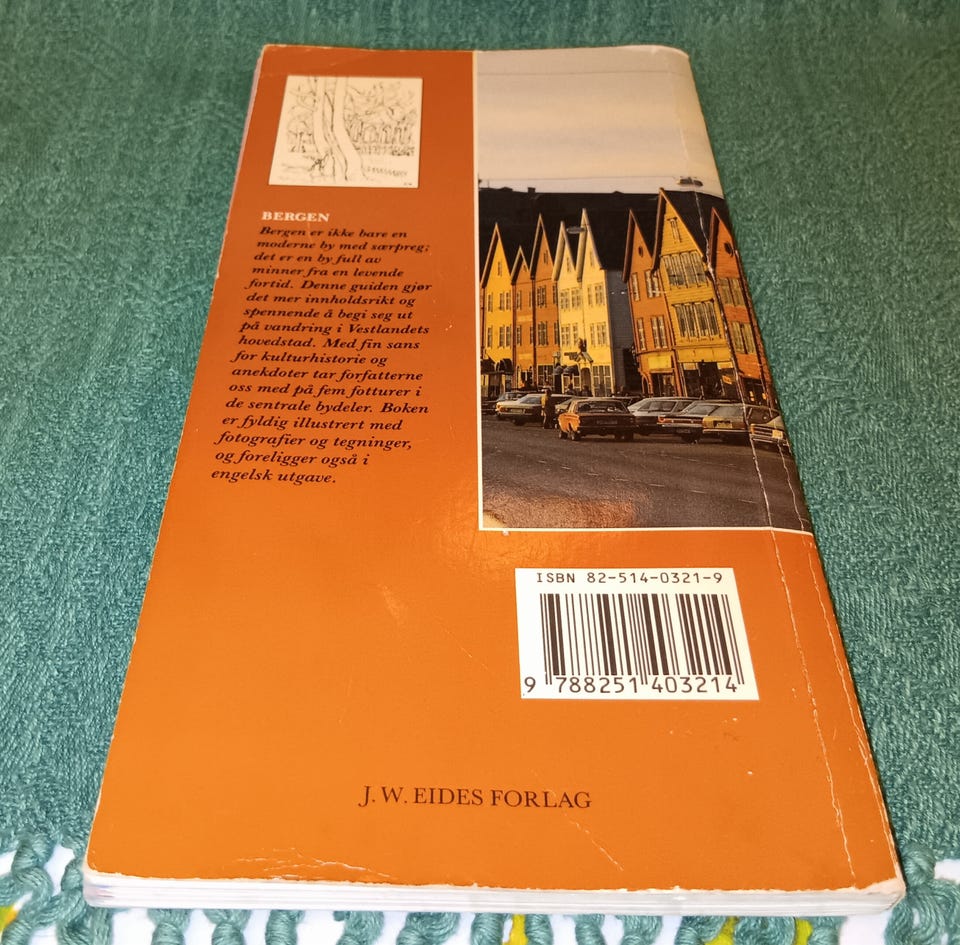 BERGEN
Bergen er ikke bare en
moderne by med særpreg;
det er en by full av
minner fra en levende
fortid. Denne guiden gjør
det mer innholdsrikt og
spennende å begi seg ut
på vandring i Vestlandets
hovedstad. Med fin sans
for kulturhistorie og
anekdoter tar forfatterne
oss med på fem fotturer i
de sentrale bydeler. Boken
er fyldig illustrert med
fotografier og tegninger,
og foreligger også i
engelsk utgave.
ISBN 82-514-0321-9
9 788251 403214
J. W. EIDES FORLAG